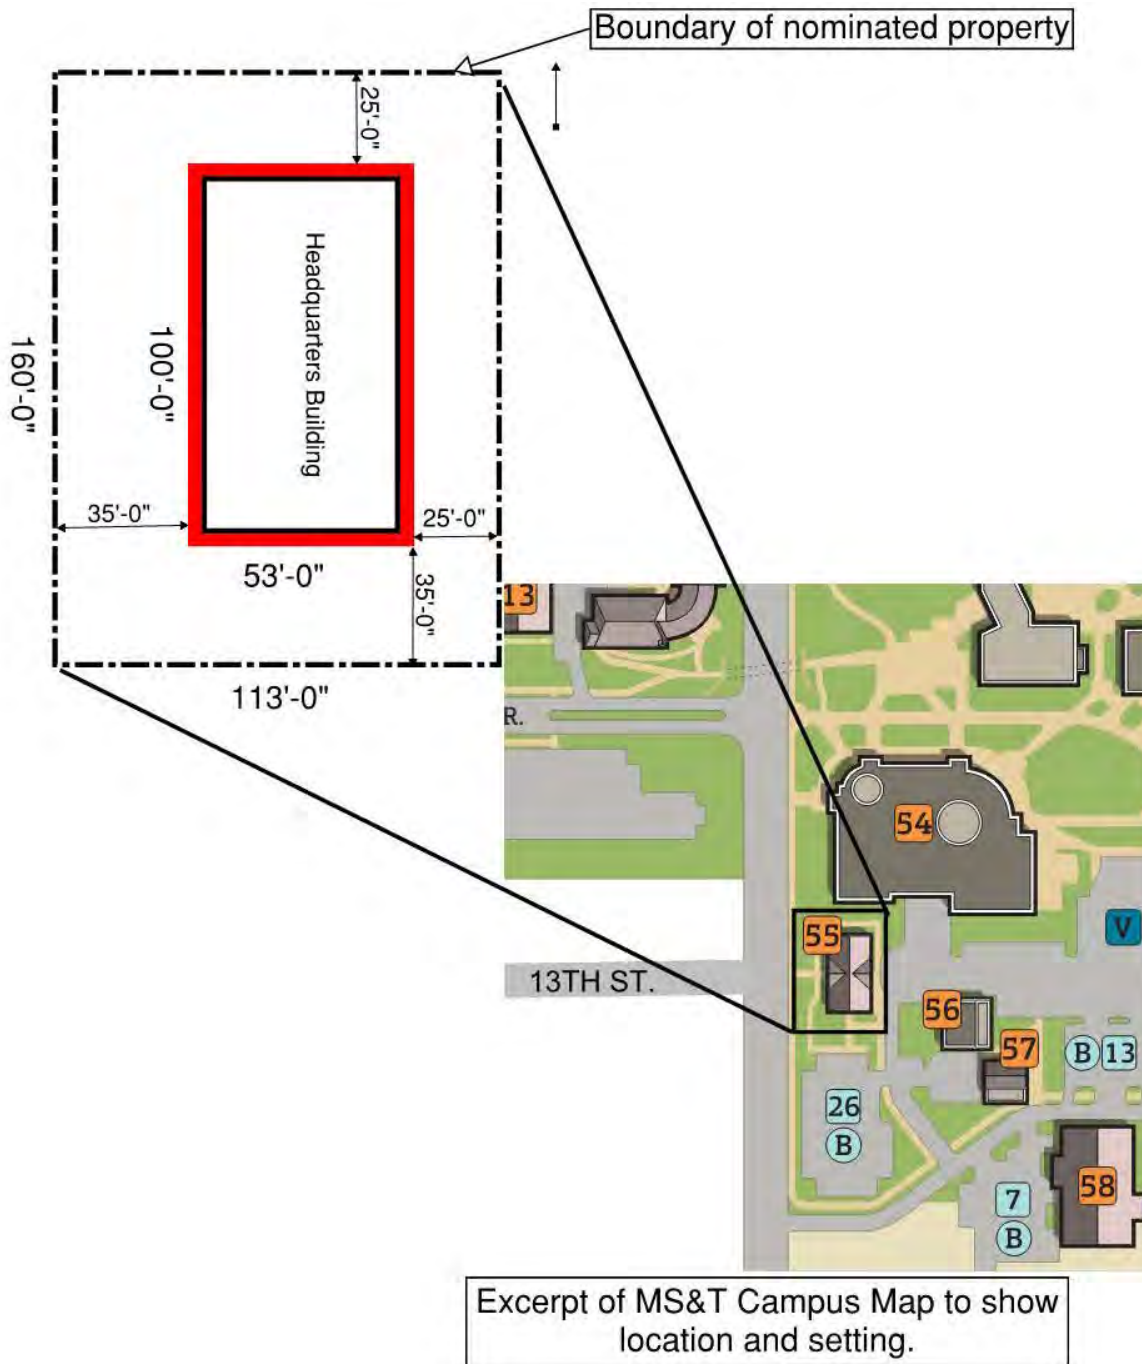 Boundary of nominated property
25'-0"
Headquarters Building
160'-0"
100'-0"
35'-0"
25'-0"
53'-0"
35'-0"
113'-0"
13
R.
54
55
V
13TH ST.
56
57
B 13
26
B
58
7
B
Excerpt of MS&T Campus Map to show
location and setting.